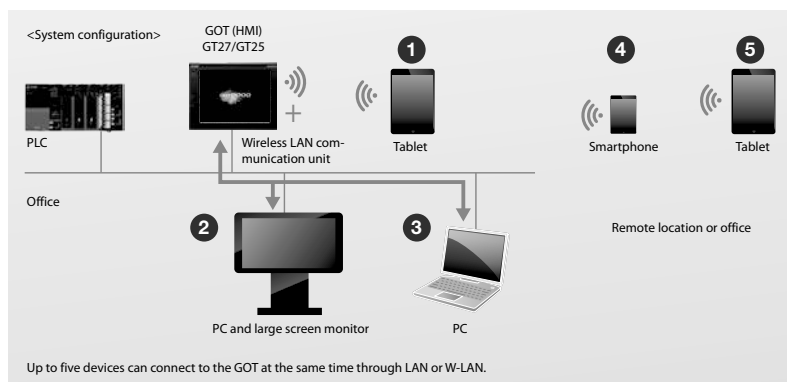 <System configuration>
GOT (HMI)
GT27/GT25
1
4
5
+
PLC
Wireless LAN com-
munication unit
Tablet
Smartphone
Tablet
Office
2
3
Remote location or office
PC and large screen monitor
PC
Up to five devices can connect to the GOT at the same time through LAN or W-LAN.